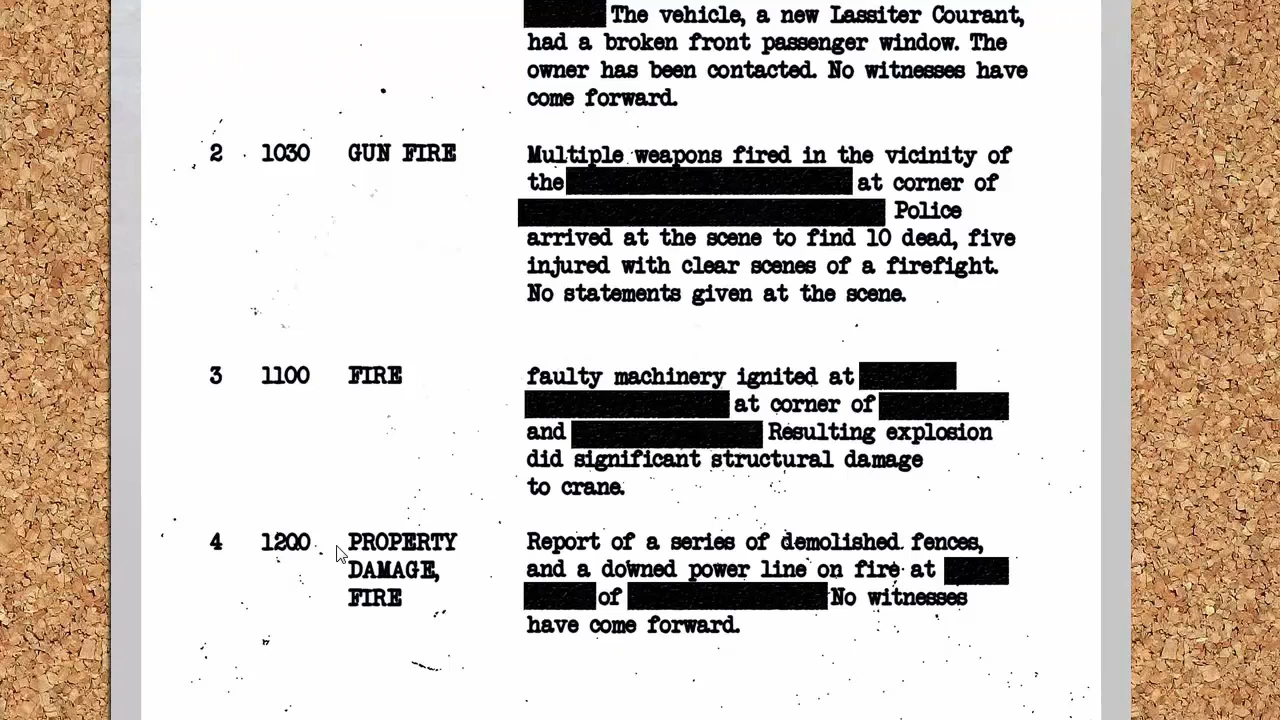 The vehicle, a new Lassiter Courant,
had a broken front passenger window. The
owner has been contacted. No witnesses have
come forward.
2 1030 GUN FIRE Multiple weapons fired in the vicinity of
the at corner of
Police
arrived at the scene to find 10 dead, five
injured with clear scenes of a firefight.
No statements given at the scene.
3 1100 FIRE faulty machinery ignited at
at corner of
and Resulting explosion
did significant structural damage
to crane.
4 1200 PROPERTY Report of a series of demolished fences,
DAMAGE, and a downed power line on fire at
FIRE of No witnesses
have come forward.